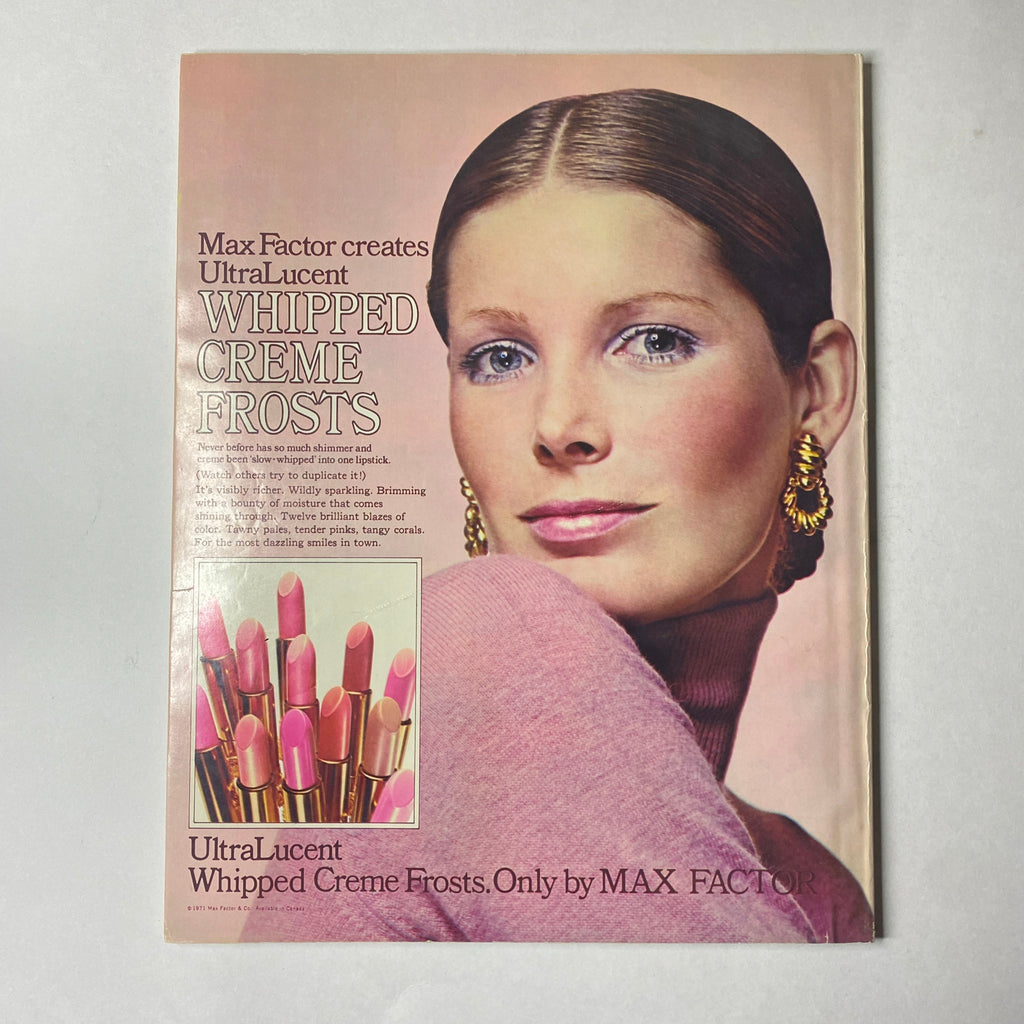 Max Factor creates
UltraLucent
WHIPPED
CREME
FROSTS
Never before has so much shimmer and
creme been 'slow-whipped' into one lipstick.
(Watch others try to duplicate it!)
It's visibly richer. Wildly sparkling. Brimming
with a bounty of moisture that comes
shining through. Twelve brilliant blazes of
color. Tawny pales, tender pinks, tangy corals.
For the most dazzling smiles in town.
UltraLucent
Whipped Creme Frosts. Only by MAX FACTOR
©1971 Max Factor & Co. Available in Canada